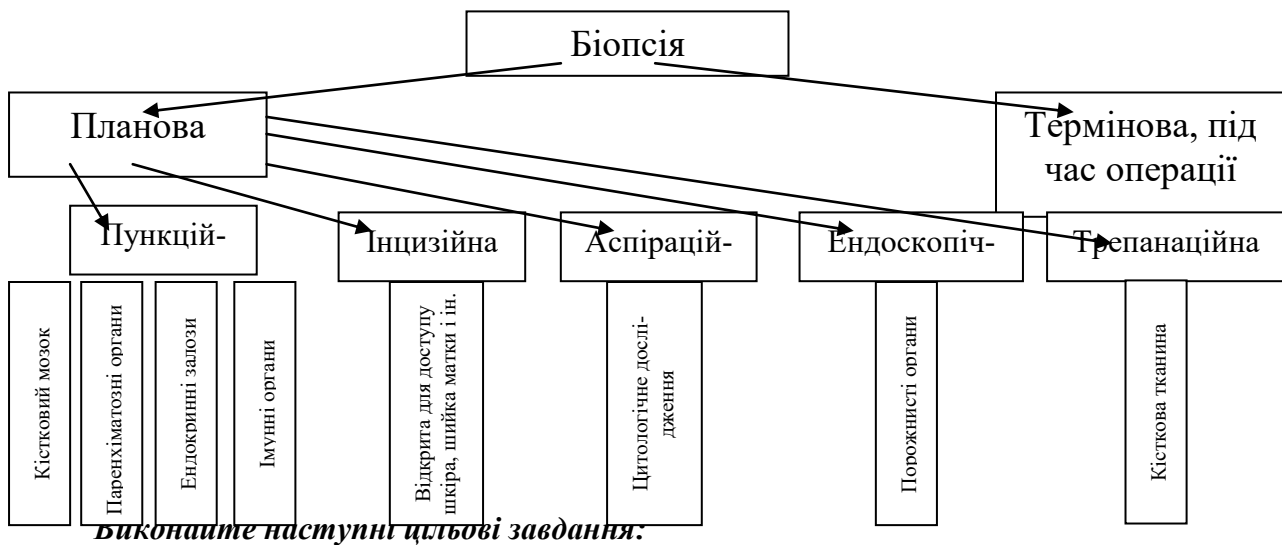 Біопсія
Планова
Термінова, під
час операції
Пункцій-
Інцизійна
Аспірацій-
Ендоскопіч-
Трепанаційна
Кістковий мозок
Паренхіматозні органи
Ендокринні залози
Імунні органи
Відкрита для доступу
шкіра, шийка матки і ін.
Цитологічне дослі-
дження
Порожнисті органи
Кісткова тканина
Виконайте наступні цільові завдання: